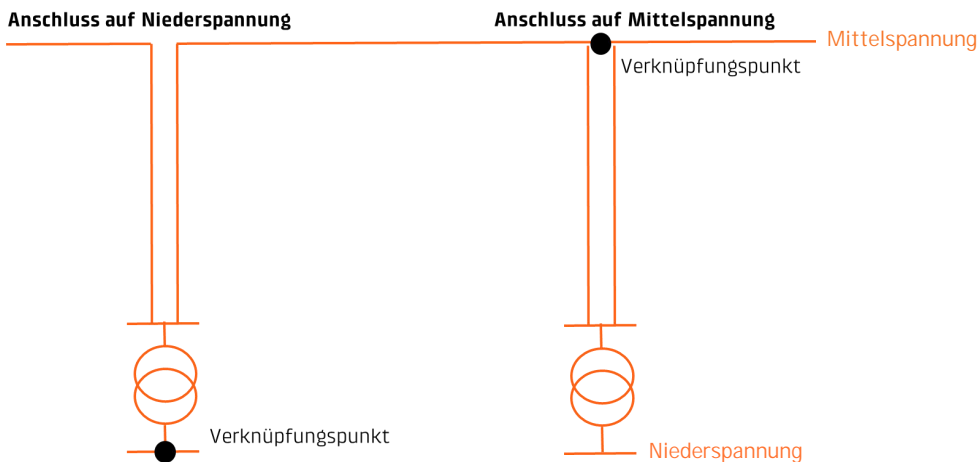 Anschluss auf Niederspannung
Anschluss auf Mittelspannung
Mittelspannung
Verknüpfungspunkt
Verknüpfungspunkt
Niederspannung